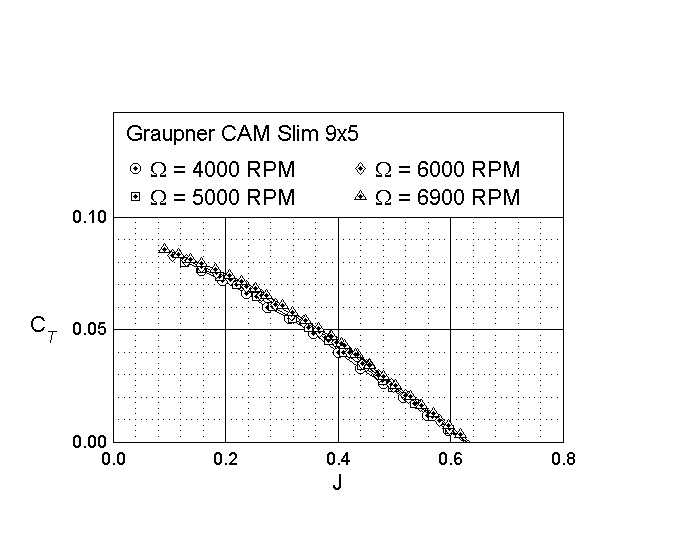 Graupner CAM Slim 9x5
Ω = 4000 RPM Ω = 6000 RPM
Ω = 5000 RPM Ω = 6900 RPM
0.10
0.05
C_T
0.00
0.0 0.2 0.4 0.6 0.8
J